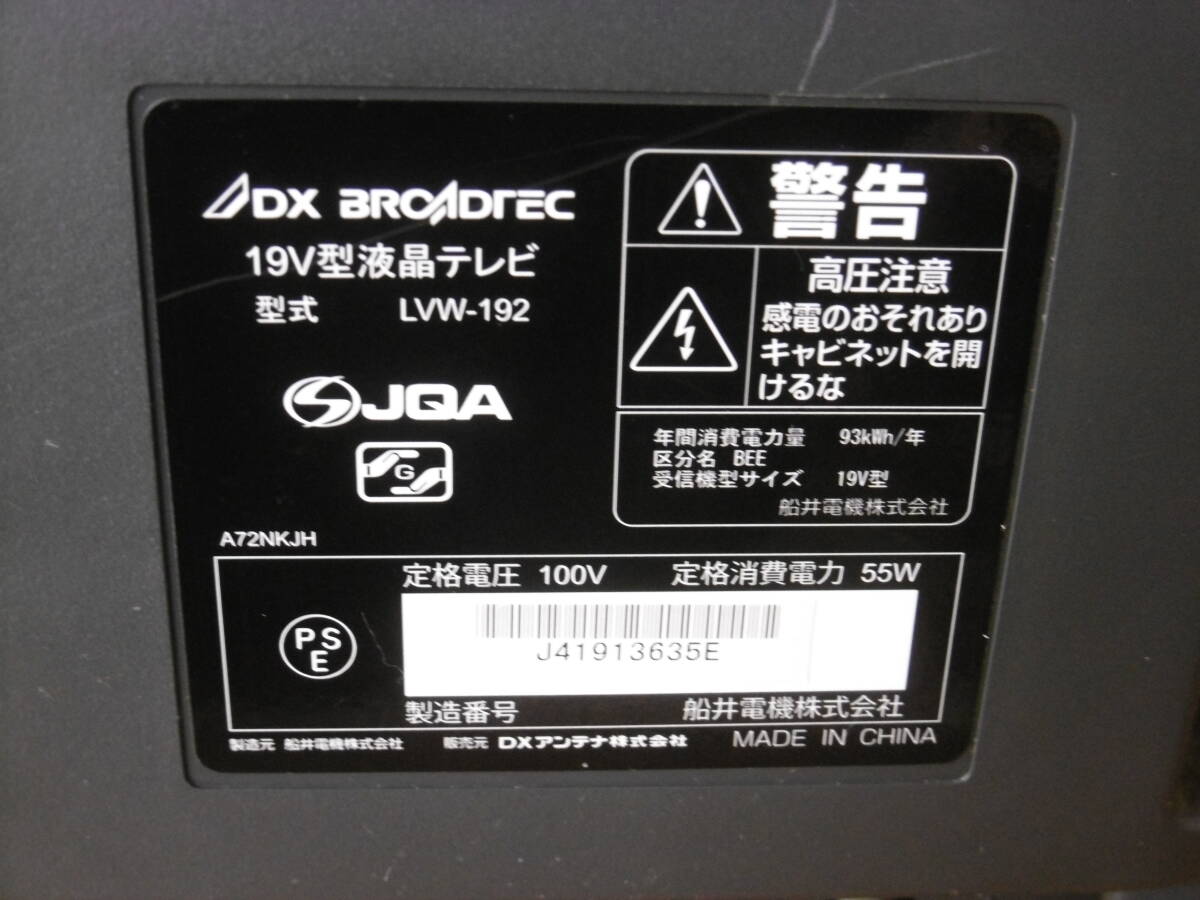 DX BROADTEC
19V型液晶テレビ
型式 LVW-192
JQA
G
A72NKJH
警告
高圧注意
感電のおそれあり
キャビネットを開
けるな
年間消費電力量 93kWh/年
区分名 BEE
受信機型サイズ 19V型
船井電機株式会社
定格電圧 100V 定格消費電力 55W
PS
E
J41913635E
製造番号 船井電機株式会社
製造元 船井電機株式会社 販売元 DXアンテナ株式会社 MADE IN CHINA